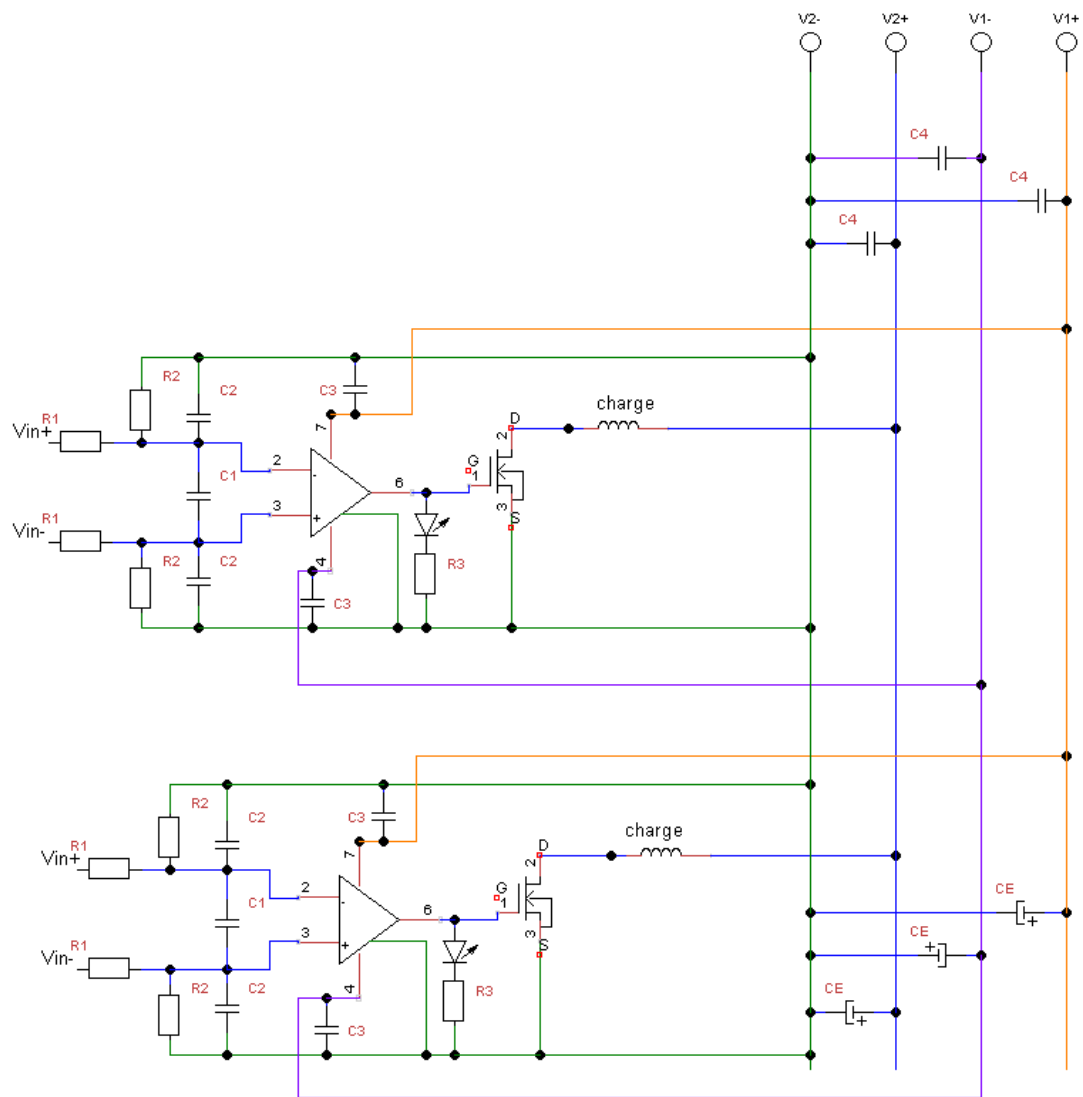 V2- V2+ V1- V1+
C4
C4
C4
R2 C2 C3
charge
D
Vin+ R1 7 2
G
2 C1 1
6
3 3
Vin- R1 S
R2 C2 4 R3
C3
R2 C2 C3
charge
D
Vin+ R1 7 2
G
2 C1 1 CE
6
3 3 CE
Vin- R1 S
R2 C2 4 R3 CE
C3
- +
- +
+
+
+